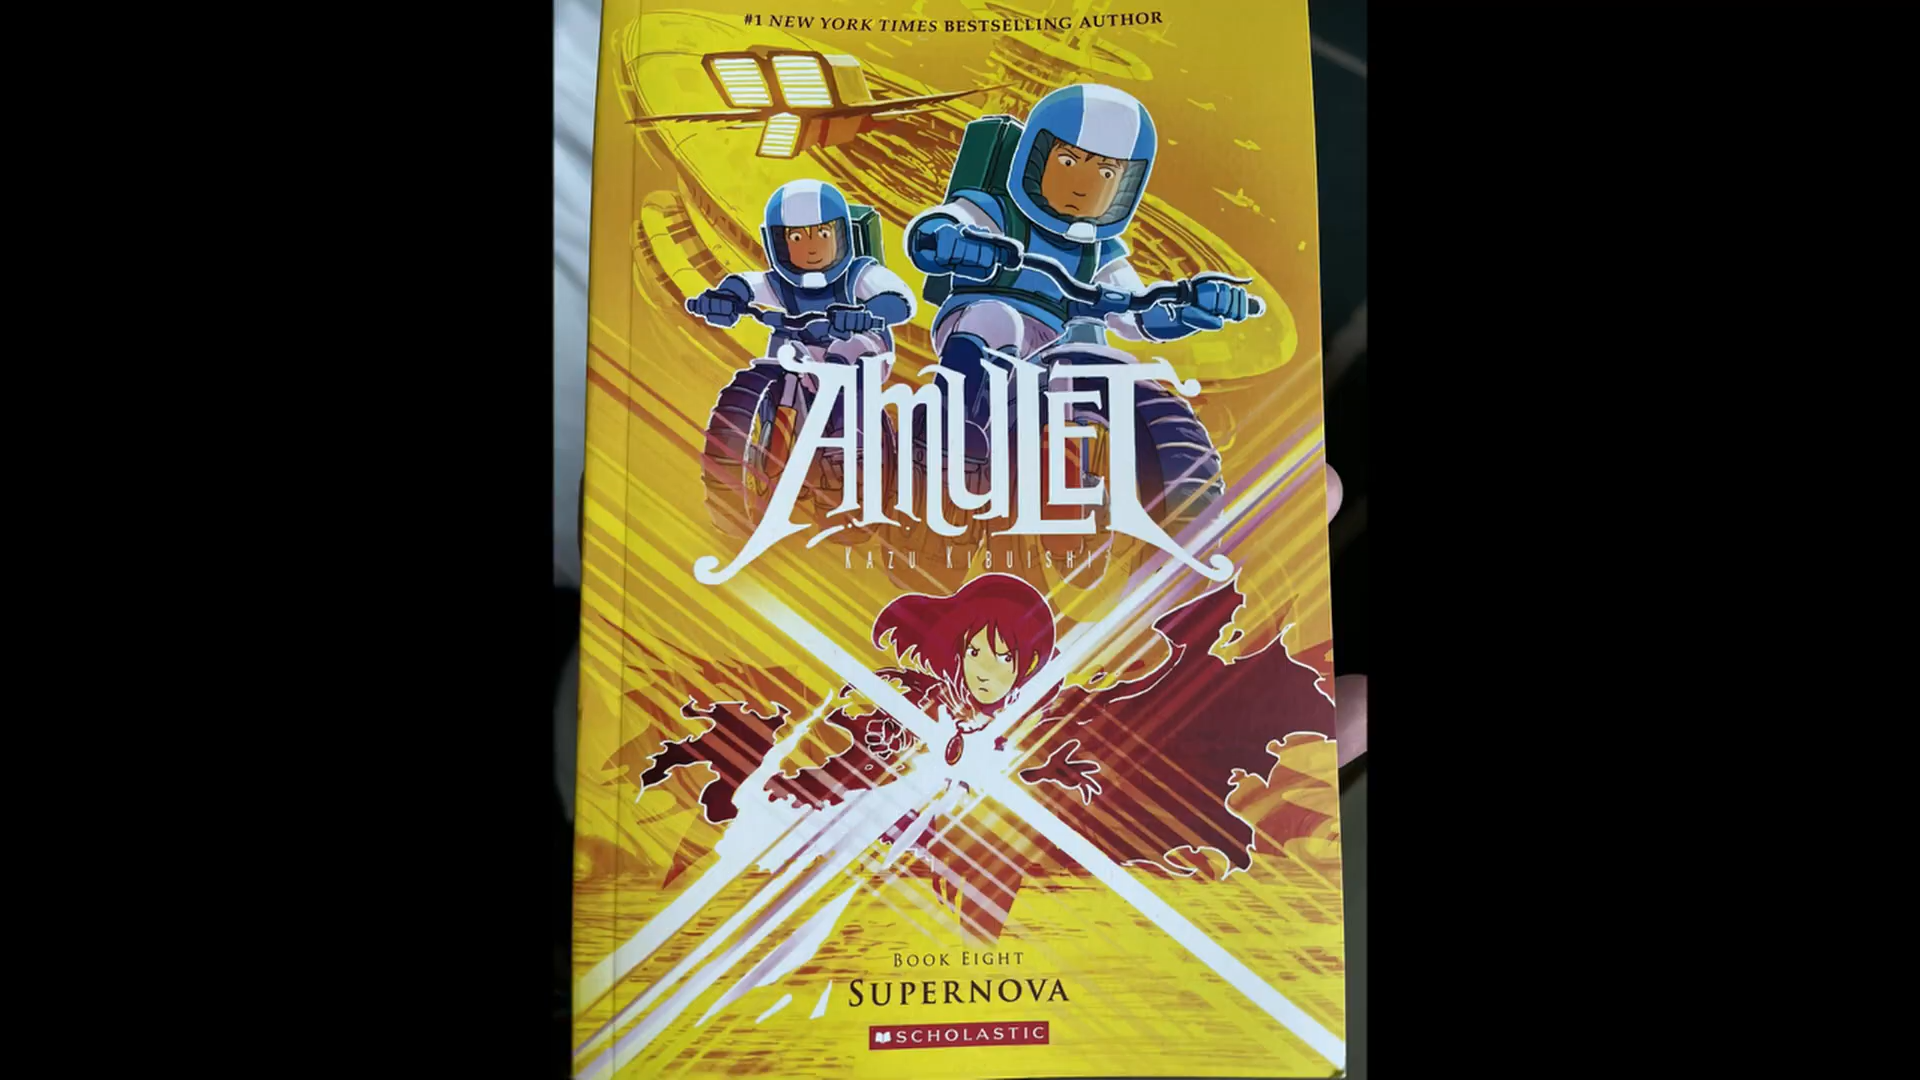 #1 NEW YORK TIMES BESTSELLING AUTHOR
AMULET
KAZU KIBUISHI
BOOK EIGHT
SUPERNOVA
SCHOLASTIC